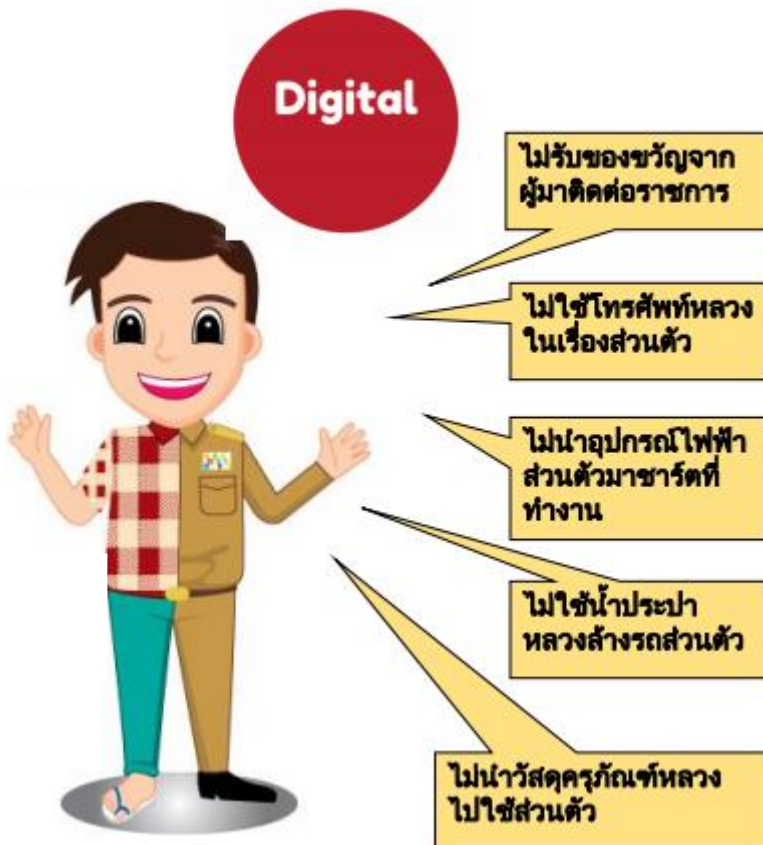 Digital
ไม่รับของขวัญจาก
ผู้มาติดต่อราชการ
ไม่ใช้โทรศัพท์หลวง
ในเรื่องส่วนตัว
ไม่นำอุปกรณ์ไฟฟ้า
ส่วนตัวมาชาร์ตที่
ทำงาน
ไม่ใช้น้ำประปา
หลวงล้างรถส่วนตัว
ไม่นำวัสดุครุภัณฑ์หลวง
ไปใช้ส่วนตัว